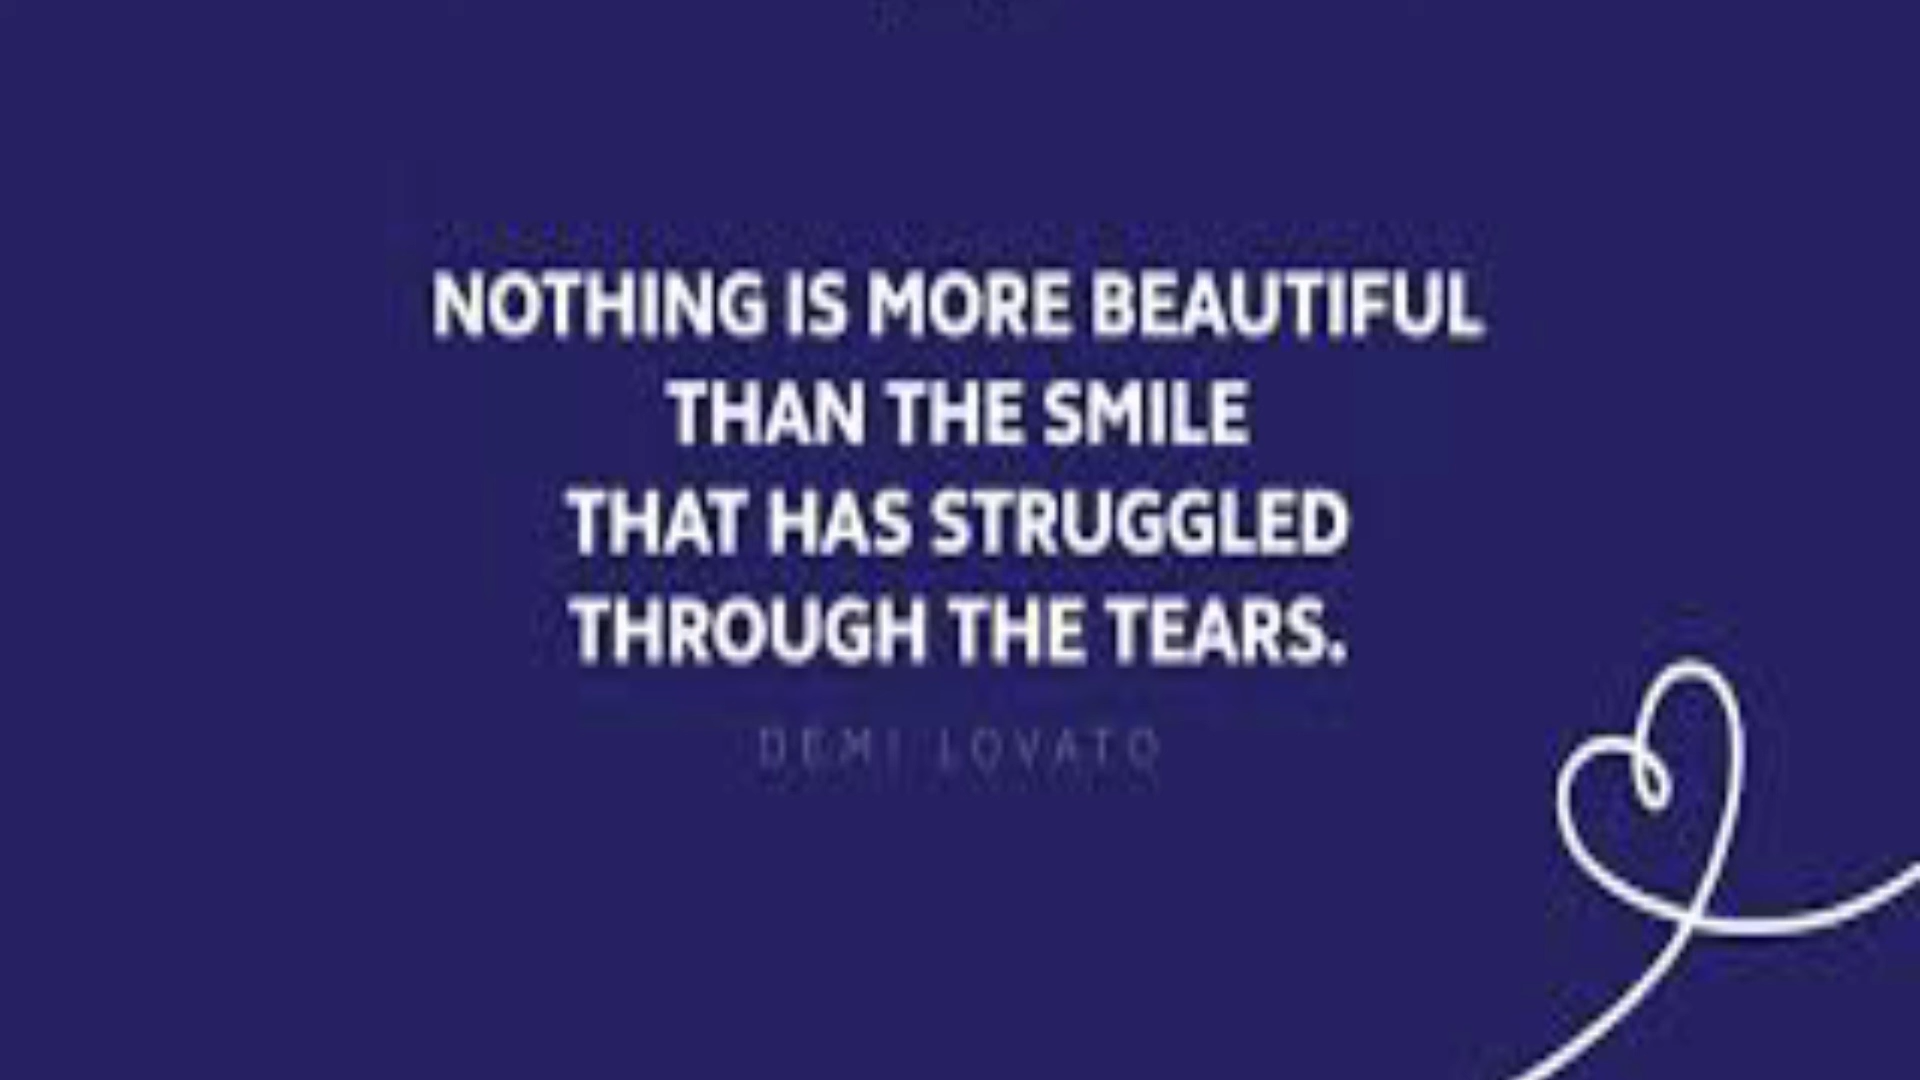 NOTHING IS MORE BEAUTIFUL
THAN THE SMILE
THAT HAS STRUGGLED
THROUGH THE TEARS.
DEMI LOVATO